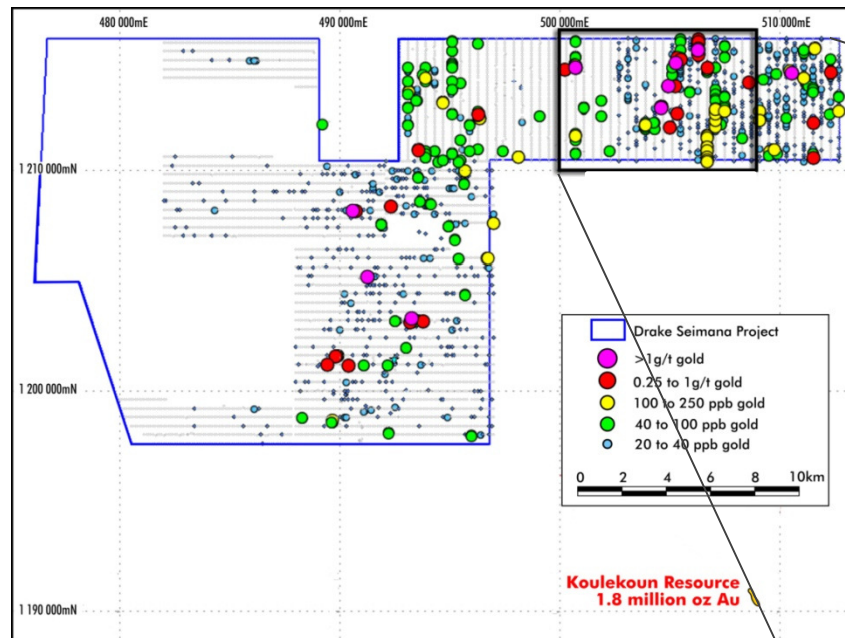 480 000mE 490 000mE 500 000mE 510 000mE
1 210 000mN
Drake Seimana Project
>1g/t gold
0.25 to 1g/t gold
100 to 250 ppb gold
40 to 100 ppb gold
20 to 40 ppb gold
0 2 4 6 8 10km
1 200 000mN
Koulekoun Resource
1.8 million oz Au
1 190 000mN